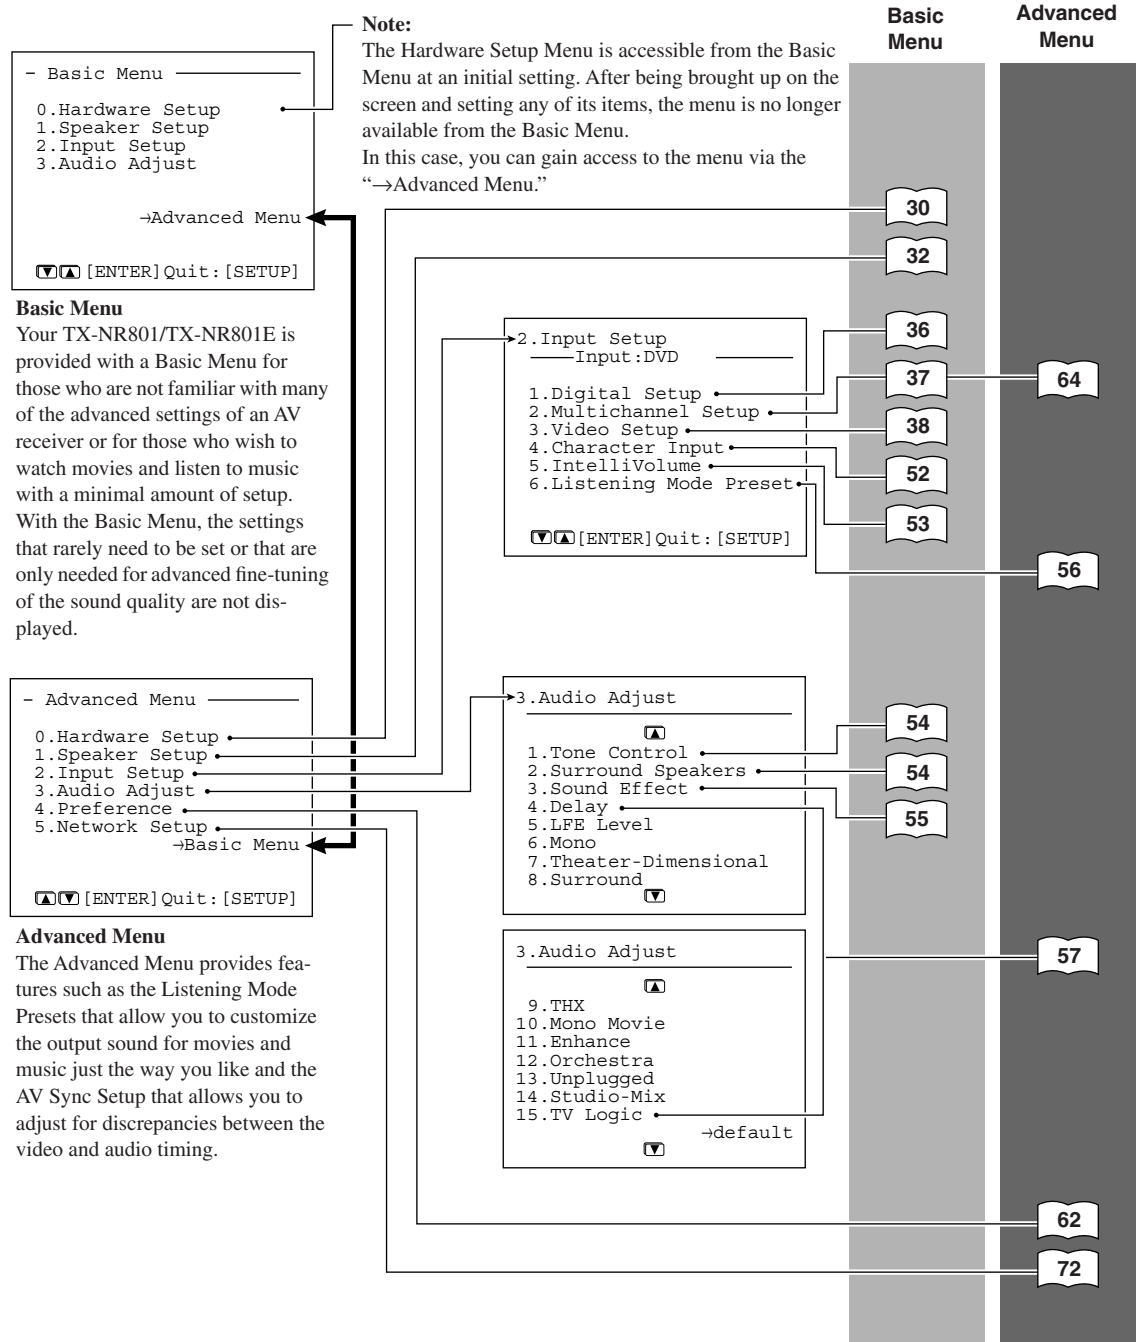 Basic
Menu
Advanced
Menu
Note:
The Hardware Setup Menu is accessible from the Basic
Menu at an initial setting. After being brought up on the
screen and setting any of its items, the menu is no longer
available from the Basic Menu.
In this case, you can gain access to the menu via the
“→Advanced Menu.”
- Basic Menu
0.Hardware Setup
1.Speaker Setup
2.Input Setup
3.Audio Adjust
→Advanced Menu
▼▲[ENTER]Quit:[SETUP]
Basic Menu
Your TX-NR801/TX-NR801E is
provided with a Basic Menu for
those who are not familiar with many
of the advanced settings of an AV
receiver or for those who wish to
watch movies and listen to music
with a minimal amount of setup.
With the Basic Menu, the settings
that rarely need to be set or that are
only needed for advanced fine-tuning
of the sound quality are not dis-
played.
- Advanced Menu
0.Hardware Setup
1.Speaker Setup
2.Input Setup
3.Audio Adjust
4.Preference
5.Network Setup
→Basic Menu
▲▼[ENTER]Quit:[SETUP]
Advanced Menu
The Advanced Menu provides fea-
tures such as the Listening Mode
Presets that allow you to customize
the output sound for movies and
music just the way you like and the
AV Sync Setup that allows you to
adjust for discrepancies between the
video and audio timing.
2.Input Setup
Input:DVD
1.Digital Setup
2.Multichannel Setup
3.Video Setup
4.Character Input
5.IntelliVolume
6.Listening Mode Preset
▼▲[ENTER]Quit:[SETUP]
3.Audio Adjust
▲
1.Tone Control
2.Surround Speakers
3.Sound Effect
4.Delay
5.LFE Level
6.Mono
7.Theater-Dimensional
8.Surround
▼
3.Audio Adjust
▲
9.THX
10.Mono Movie
11.Enhance
12.Orchestra
13.Unplugged
14.Studio-Mix
15.TV Logic
→default
▼
30
32
36
37
64
38
52
53
56
54
54
55
57
62
72